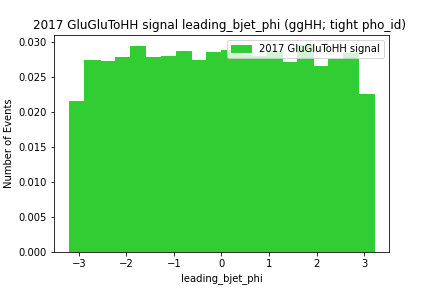 2017 GluGluToHH signal leading_bjet_phi (ggHH; tight pho_id)
2017 GluGluToHH signal
Number of Events
0.030
0.025
0.020
0.015
0.010
0.005
0.000
−3 −2 −1 0 1 2 3
leading_bjet_phi